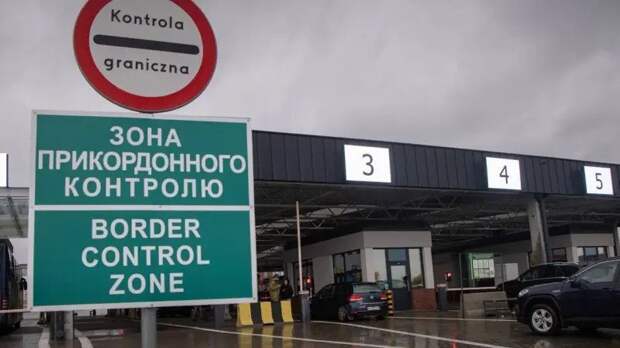 Kontrola
graniczna
ЗОНА
ПРИКОРДОННОГО
КОНТРОЛЮ
BORDER
CONTROL
ZONE
3
4
5